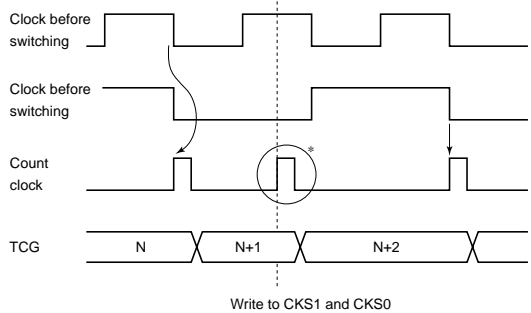 Clock before
switching
Clock before
switching
Count
clock
*
TCG
N
N+1
N+2
Write to CKS1 and CKS0